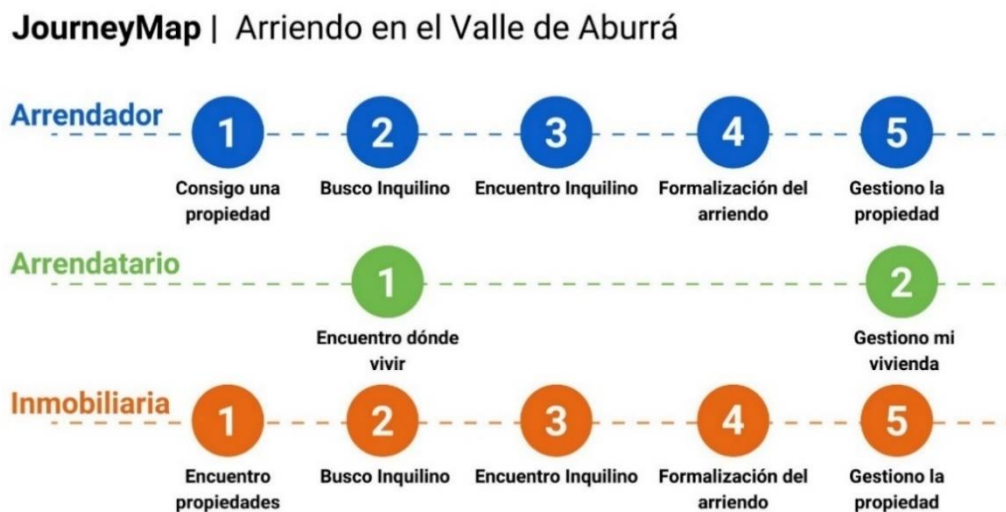 JourneyMap | Arriendo en el Valle de Aburrá
Arrendador
1 2 3 4 5
Consigo una Busco Inquilino Encuentro Inquilino Formalización del Gestiono la
propiedad arriendo propiedad
Arrendatario
1 2
Encuentro dónde Gestiono mi
vivir vivienda
Inmobiliaria
1 2 3 4 5
Encuentro Busco Inquilino Encuentro Inquilino Formalización del Gestiono la
propiedades arriendo propiedad